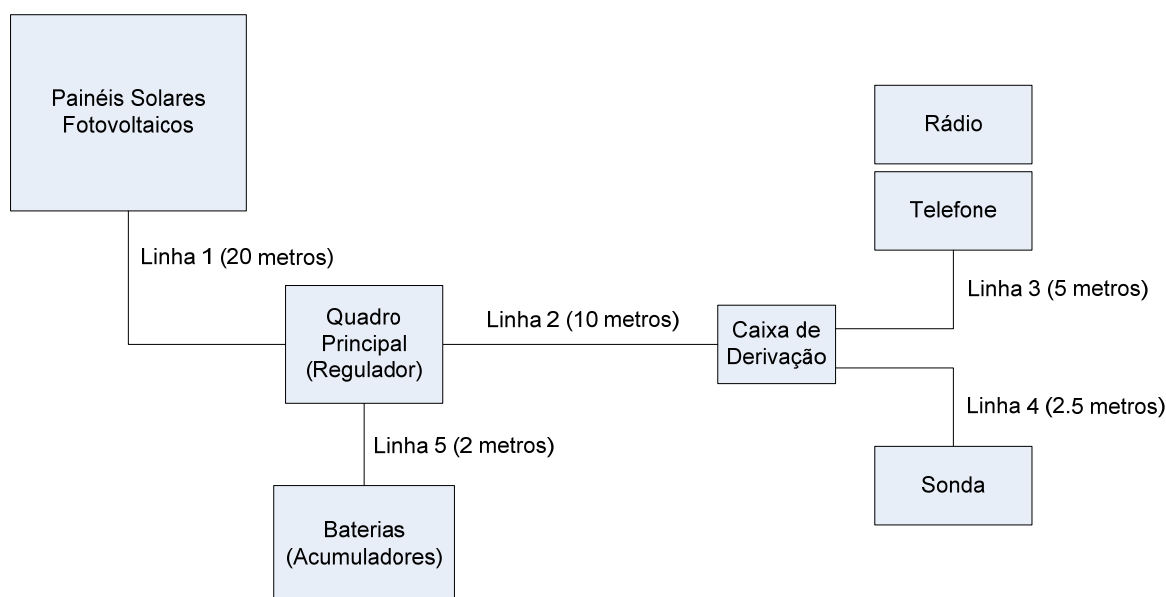 Painéis Solares
Fotovoltaicos
Rádio
Telefone
Linha 1 (20 metros)
Linha 3 (5 metros)
Quadro
Principal
(Regulador)
Linha 2 (10 metros)
Caixa de
Derivação
Linha 4 (2.5 metros)
Linha 5 (2 metros)
Sonda
Baterias
(Acumuladores)